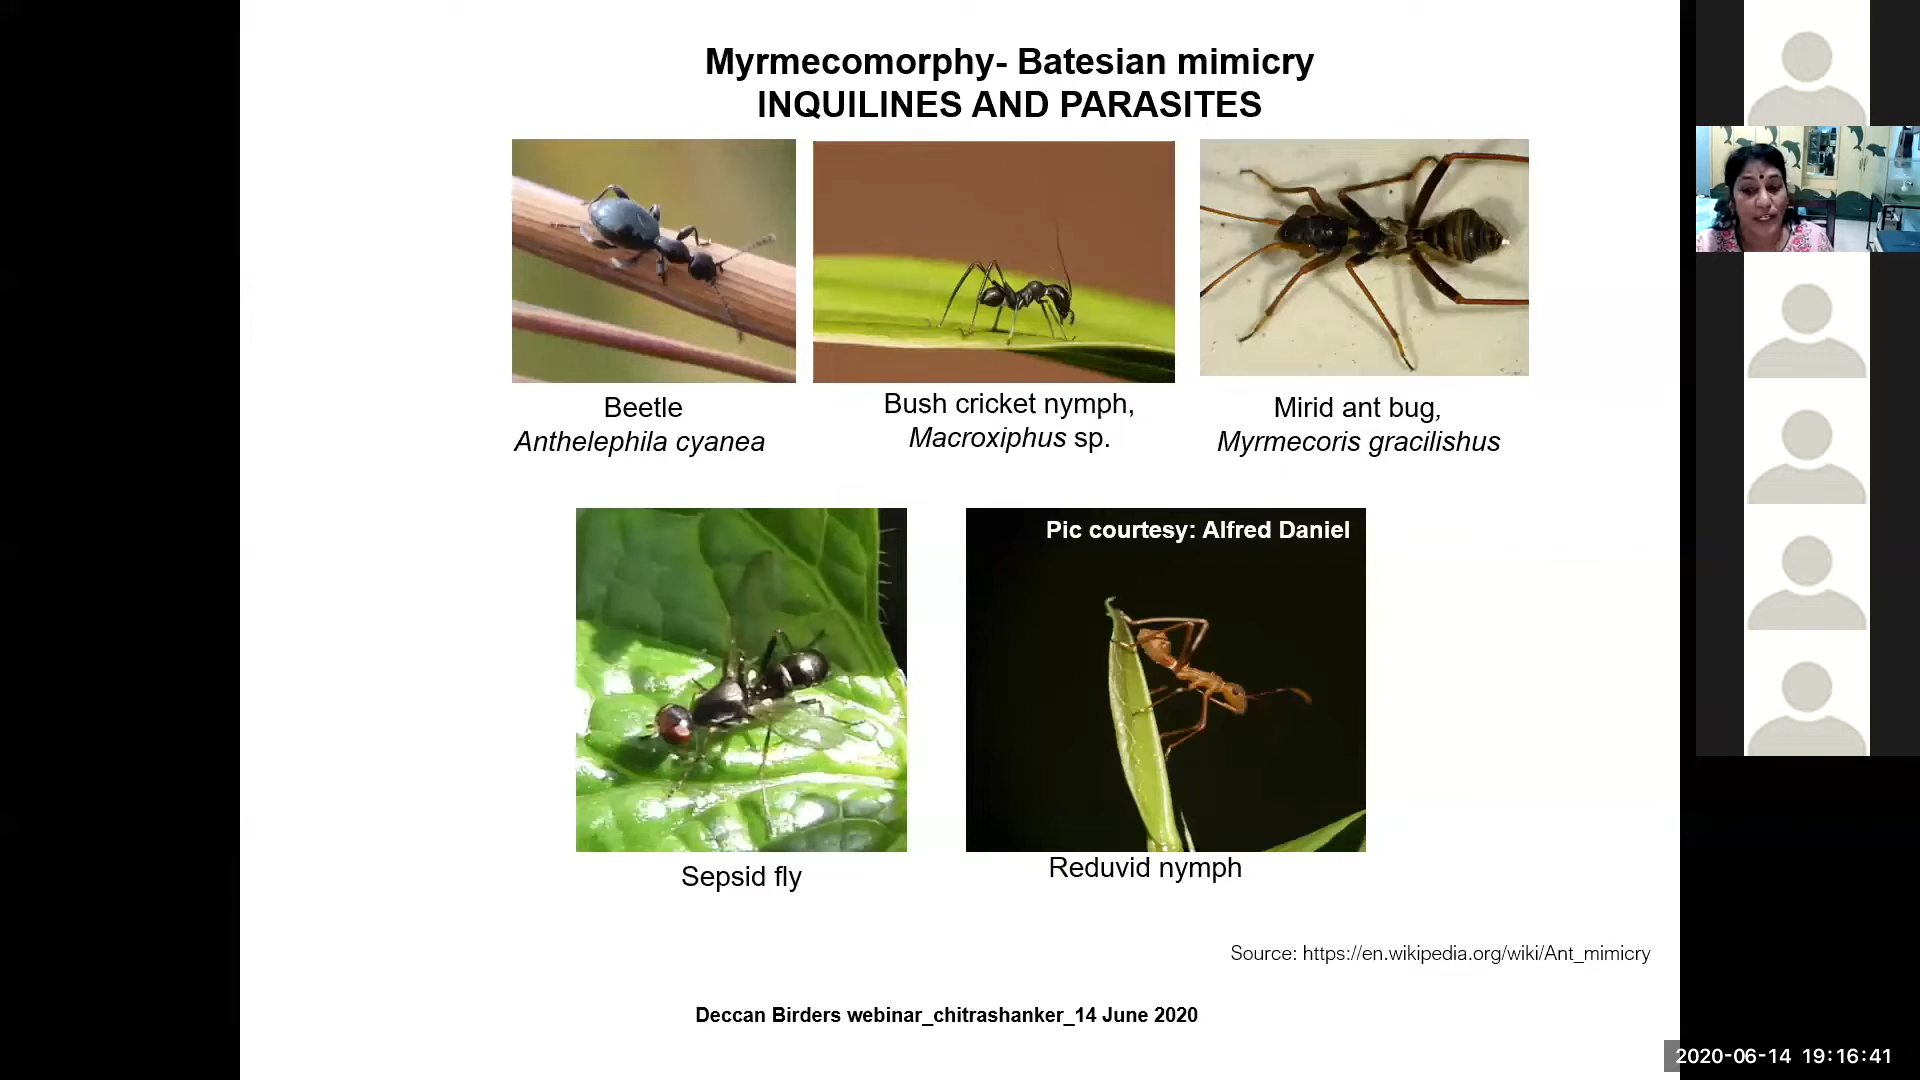 Myrmecomorphy- Batesian mimicry
INQUILINES AND PARASITES
Beetle
Anthelephila cyanea
Bush cricket nymph,
Macroxiphus sp.
Mirid ant bug,
Myrmecoris gracilishus
Pic courtesy: Alfred Daniel
Sepsid fly
Reduvid nymph
Source: https://en.wikipedia.org/wiki/Ant_mimicry
Deccan Birders webinar_chitrashanker_14 June 2020
2020-06-14 19:16:41